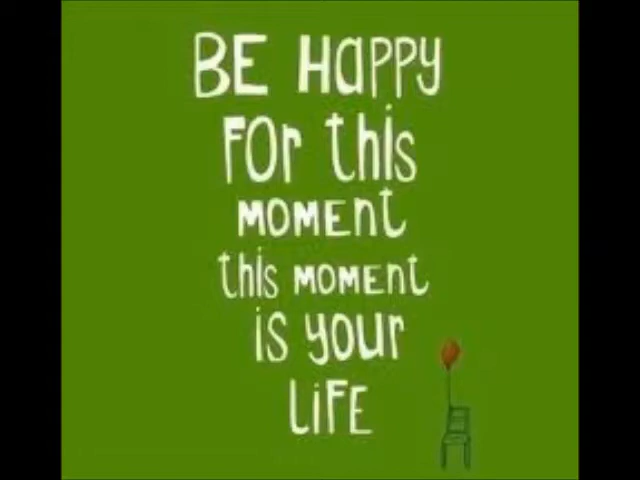 BE HAPPY
FOr this
MOMEnt
this MOMEnt
is your
LiFE